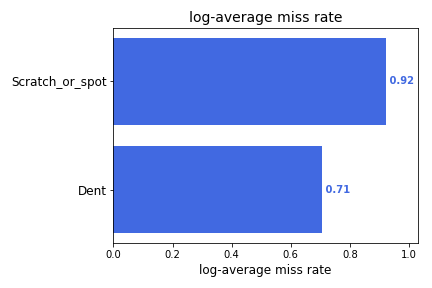 log-average miss rate
Scratch_or_spot
0.92
Dent
0.71
0.0 0.2 0.4 0.6 0.8 1.0
log-average miss rate